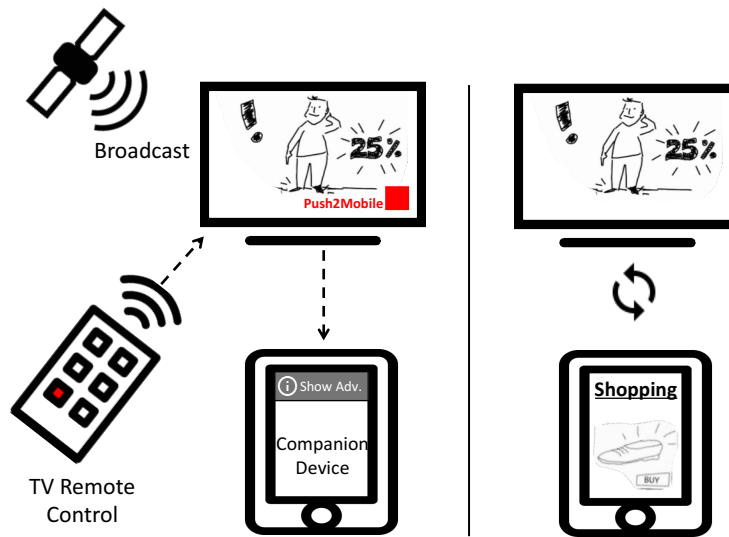 Broadcast
25%
Push2Mobile
TV Remote
Control
i Show Adv.
Companion
Device
25%
Shopping
BUY